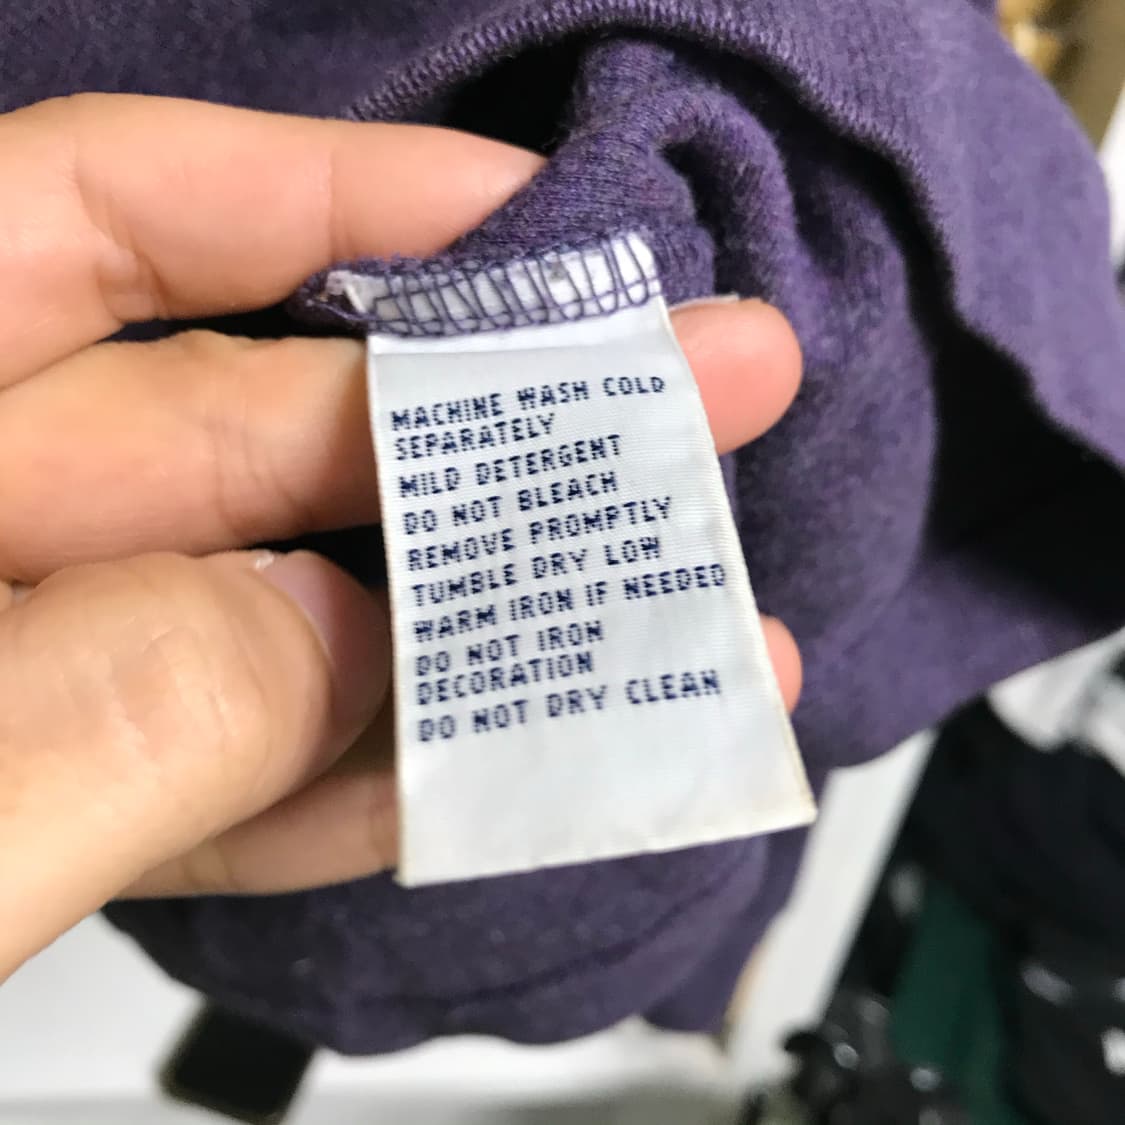 MACHINE WASH COLD
SEPARATELY
MILD DETERGENT
DO NOT BLEACH
REMOVE PROMPTLY
TUMBLE DRY LOW
WARM IRON IF NEEDED
DO NOT IRON
DECORATION
DO NOT DRY CLEAN